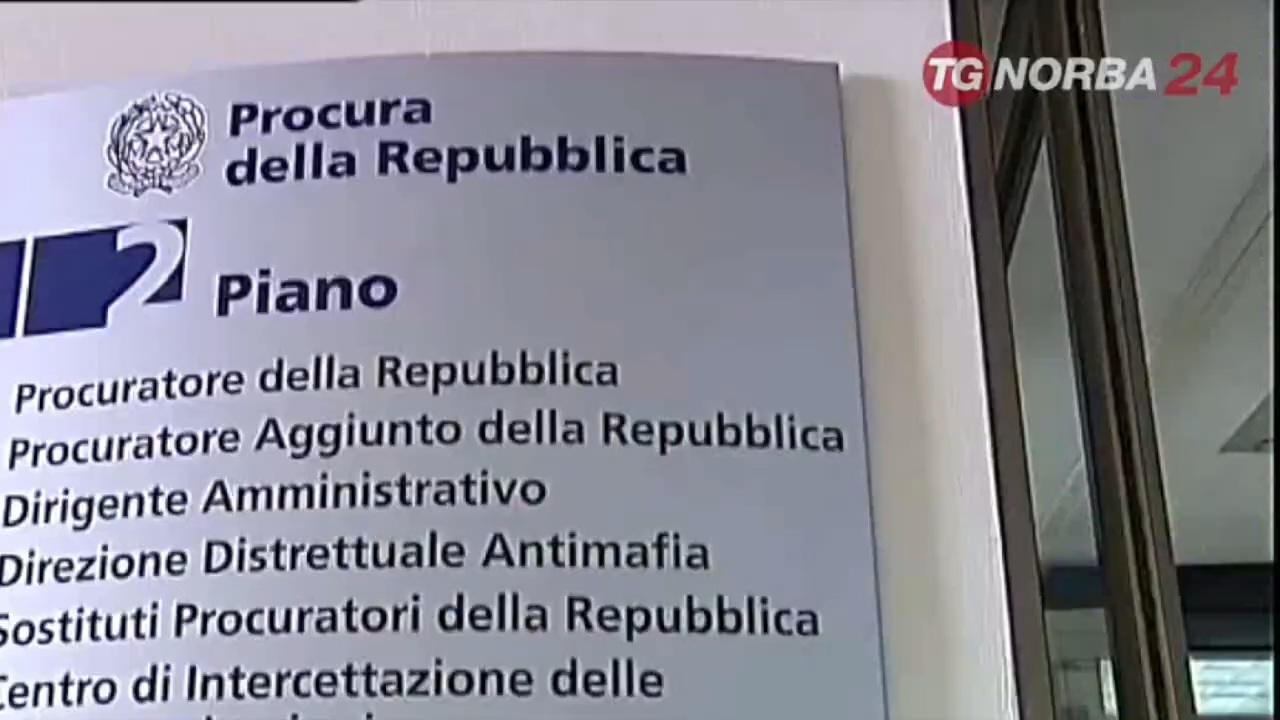 TG NORBA 24
Procura
della Repubblica
2 Piano
Procuratore della Repubblica
Procuratore Aggiunto della Repubblica
Dirigente Amministrativo
Direzione Distrettuale Antimafia
Sostituti Procuratori della Repubblica
Centro di Intercettazione delle